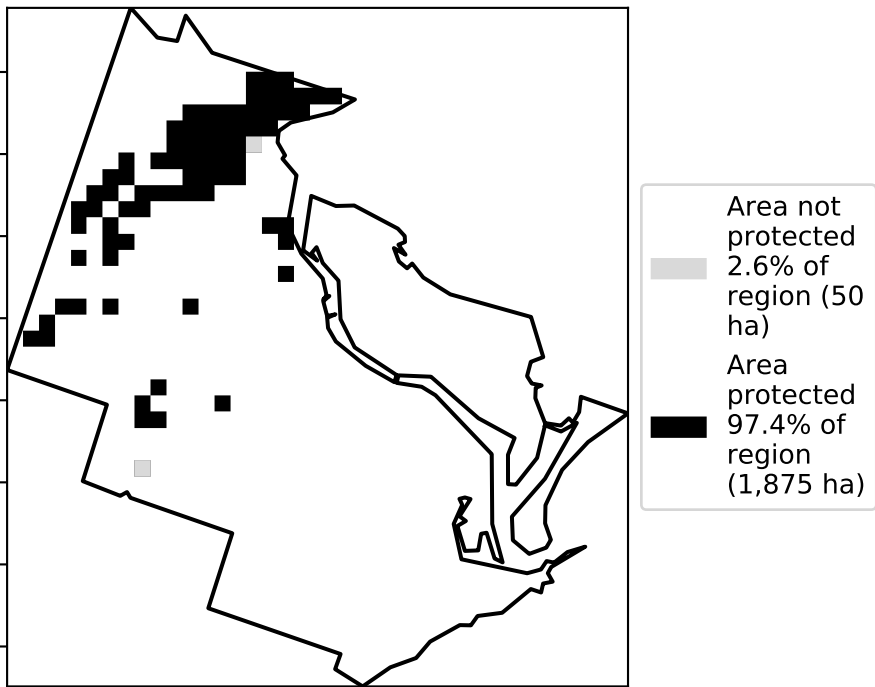 Area not
protected
2.6% of
region (50
ha)
Area
protected
97.4% of
region
(1,875 ha)